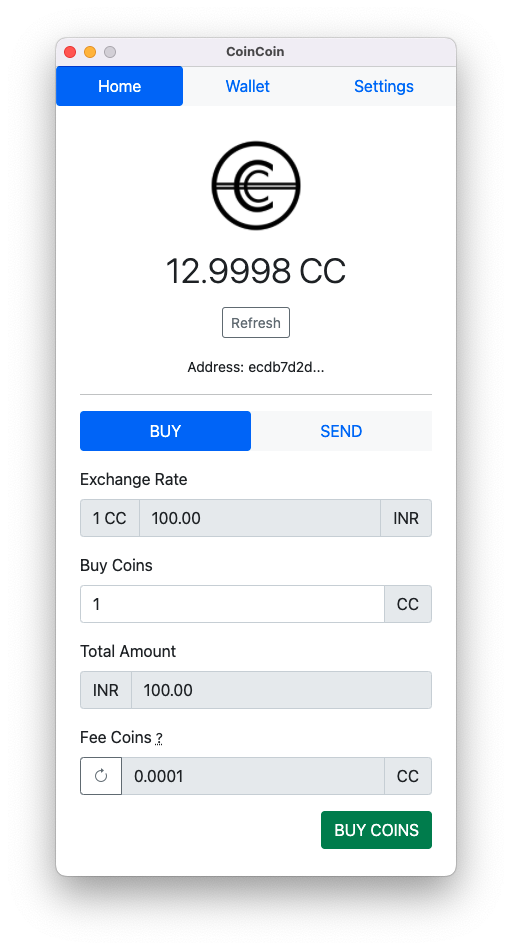 CoinCoin
Home Wallet Settings
12.9998 CC
Refresh
Address: ecdb7d2d...
BUY SEND
Exchange Rate
1 CC 100.00 INR
Buy Coins
1 CC
Total Amount
INR 100.00
Fee Coins ?
0.0001 CC
BUY COINS